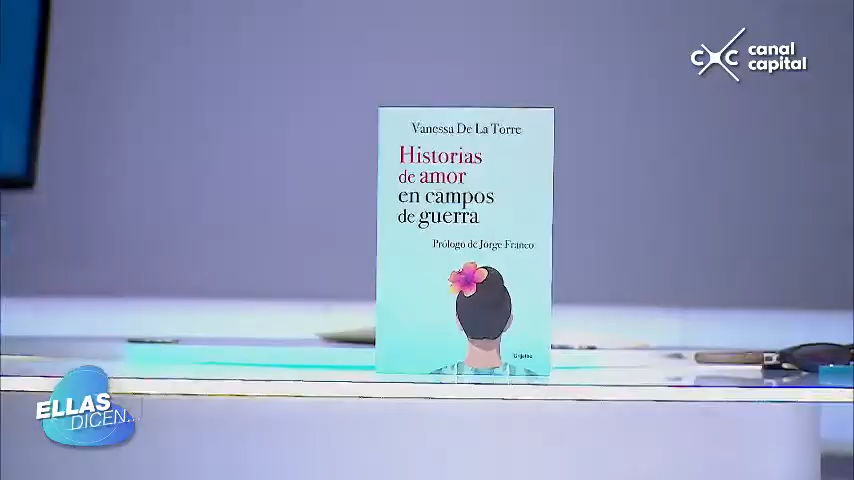 canal
capital
Vanessa De La Torre
Historias
de amor
en campos
de guerra
Prólogo de Jorge Franco
Grijalbo
ELLAS
DICEN...